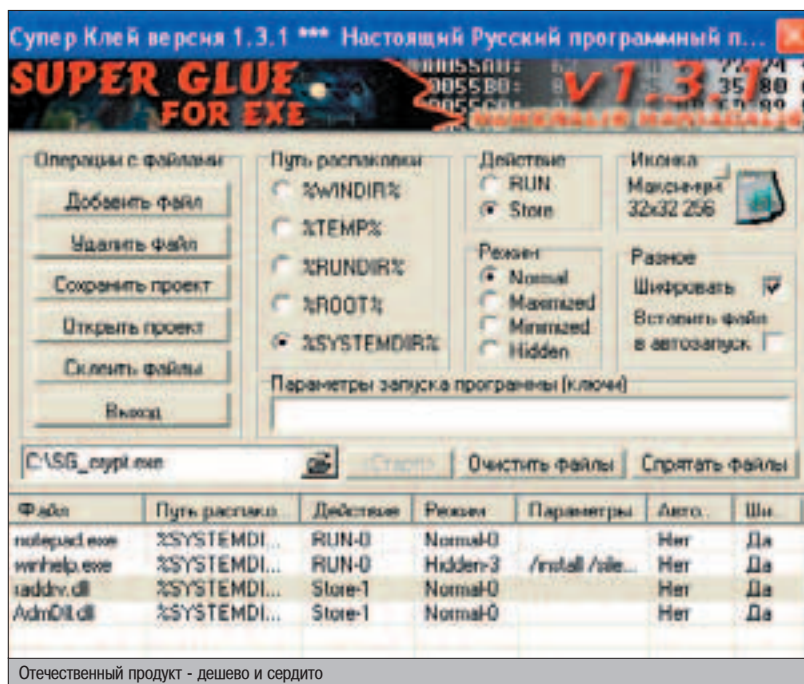 Супер Клей версия 1.3.1 *** Настоящий Русский программный п...
SUPER GLUE
FOR EXE
v1.3.1
Операции с файлами
Добавить файл
Удалить файл
Сохранить проект
Открыть проект
Склеить файлы
Выход
Путь распаковки
%WINDIR%
%TEMP%
%RUNDIR%
%ROOT%
%SYSTEMDIR%
Действие
RUN
Store
Режим
Normal
Maximized
Minimized
Hidden
Иконка
32x32 256
Разное
Шифровать
Вставить файл
в автозапуск
Параметры запуска программы (ключи)
C:\SG_crypt.exe
Очистить файлы
Спрятать файлы
Файл Путь распако... Действие Режим Параметры Авто... Ши...
notepad.exe %SYSTEMDI... RUN-0 Normal-0 Нет Да
winhelp.exe %SYSTEMDI... RUN-0 Hidden-3 /install /sile... Нет Да
raddrv.dll %SYSTEMDI... Store-1 Normal-0 Нет Да
AdmDll.dll %SYSTEMDI... Store-1 Normal-0 Нет Да
Отечественный продукт - дешево и сердито